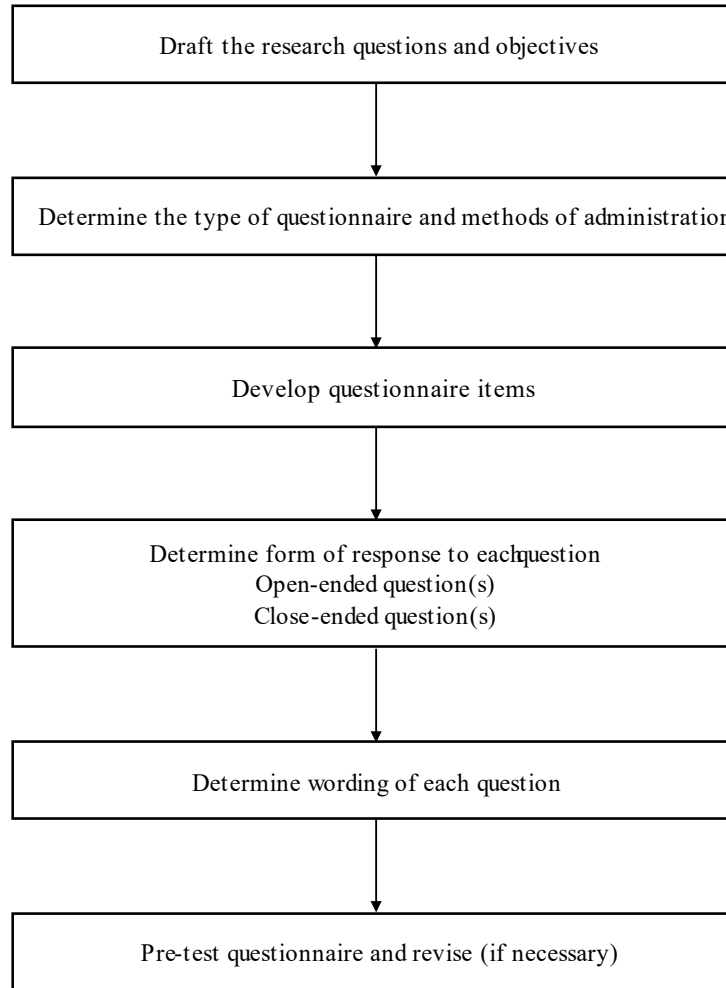 Draft the research questions and objectives
Determine the type of questionnaire and methods of administration
Develop questionnaire items
Determine form of response to each question
Open-ended question(s)
Close-ended question(s)
Determine wording of each question
Pre-test questionnaire and revise (if necessary)